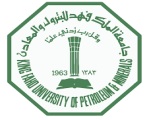 جامعة الملك فهد للبترول والمعادن
وقل رب زدني علما
1963 ١٣٨٣
KING FAHD UNIVERSITY OF PETROLEUM & MINERALS